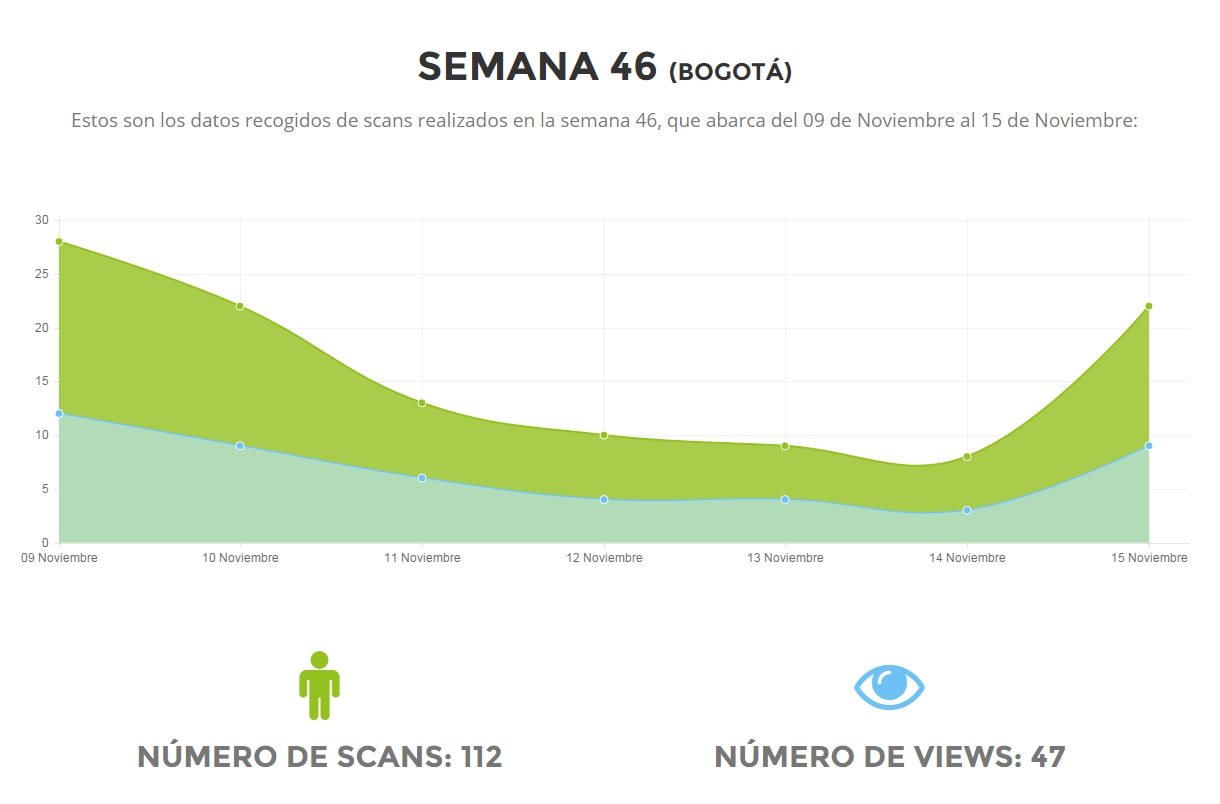 SEMANA 46 (BOGOTÁ)
Estos son los datos recogidos de scans realizados en la semana 46, que abarca del 09 de Noviembre al 15 de Noviembre:
30
25
20
15
10
5
0
09 Noviembre 10 Noviembre 11 Noviembre 12 Noviembre 13 Noviembre 14 Noviembre 15 Noviembre
NÚMERO DE SCANS: 112 NÚMERO DE VIEWS: 47